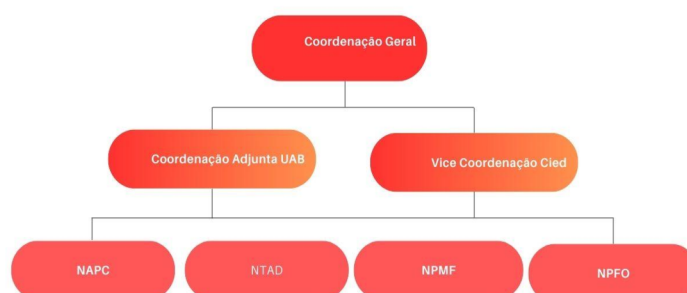 Coordenação Geral
Coordenação Adjunta UAB
Vice Coordenação Cied
NAPC
NTAD
NPMF
NPFO